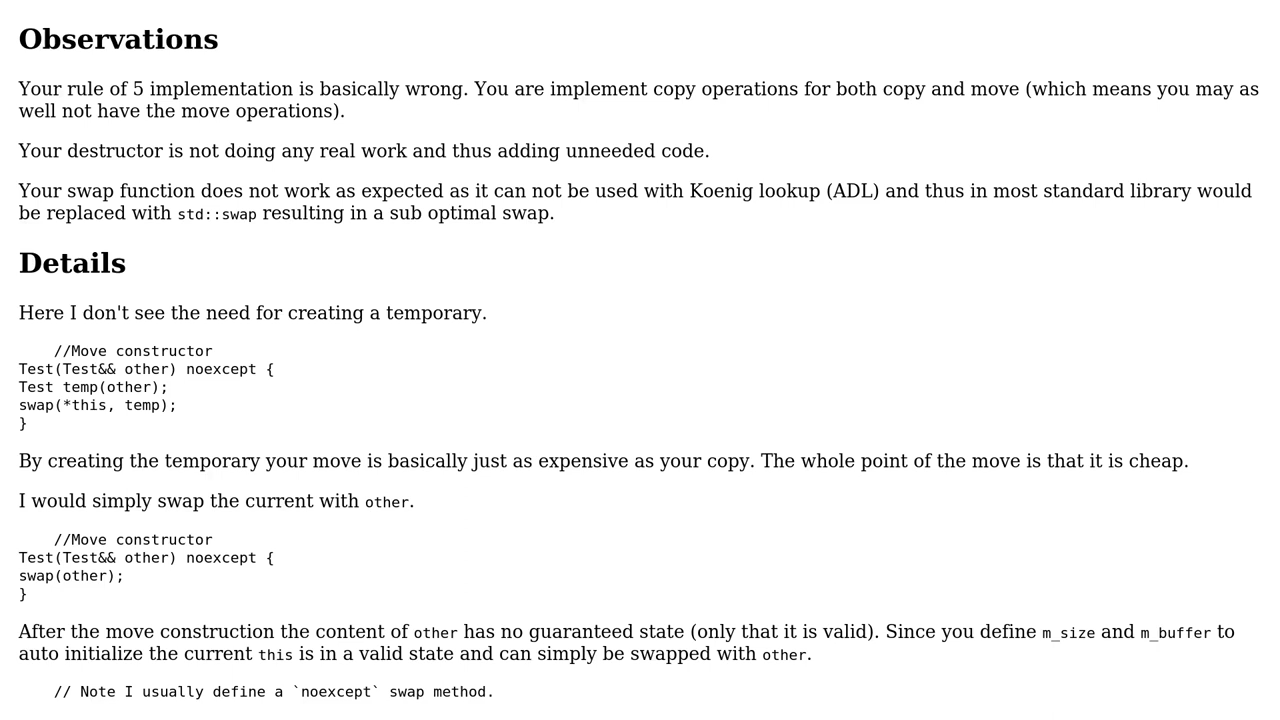 Observations
Your rule of 5 implementation is basically wrong. You are implement copy operations for both copy and move (which means you may as
well not have the move operations).
Your destructor is not doing any real work and thus adding unneeded code.
Your swap function does not work as expected as it can not be used with Koenig lookup (ADL) and thus in most standard library would
be replaced with std::swap resulting in a sub optimal swap.
Details
Here I don't see the need for creating a temporary.
    //Move constructor
Test(Test&& other) noexcept {
Test temp(other);
swap(*this, temp);
}
By creating the temporary your move is basically just as expensive as your copy. The whole point of the move is that it is cheap.
I would simply swap the current with other.
    //Move constructor
Test(Test&& other) noexcept {
swap(other);
}
After the move construction the content of other has no guaranteed state (only that it is valid). Since you define m_size and m_buffer to
auto initialize the current this is in a valid state and can simply be swapped with other.
    // Note I usually define a `noexcept` swap method.